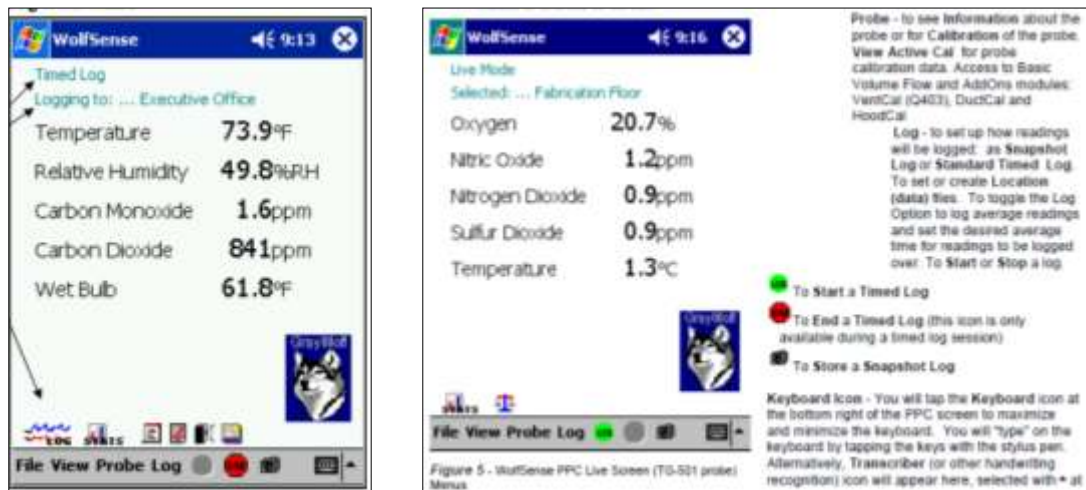 WolfSense 9:13
Timed Log
Logging to: ... Executive Office
Temperature 73.9°F
Relative Humidity 49.8%RH
Carbon Monoxide 1.6ppm
Carbon Dioxide 841ppm
Wet Bulb 61.8°F
GrayWolf
LOG STATS
File View Probe Log
WolfSense 9:16
Live Mode
Selected: ... Fabrication Floor
Oxygen 20.7%
Nitric Oxide 1.2ppm
Nitrogen Dioxide 0.9ppm
Sulfur Dioxide 0.9ppm
Temperature 1.3°C
GrayWolf
STATS
File View Probe Log
Figure 5 - WolfSense PPC Live Screen (TG-501 probe)
Menus
Probe - to see Information about the
probe or for Calibration of the probe.
View Active Cal for probe
calibration data. Access to Basic
Volume Flow and AddOns modules:
VentCal (Q403), DuctCal and
HoodCal
Log - to set up how readings
will be logged: as Snapshot
Log or Standard Timed Log.
To set or create Location
(data) files. To toggle the Log
Option to log average readings
and set the desired average
time for readings to be logged
over. To Start or Stop a log.
To Start a Timed Log
To End a Timed Log (this icon is only
available during a timed log session)
To Store a Snapshot Log
Keyboard Icon - You will tap the Keyboard icon at
the bottom right of the PPC screen to maximize
and minimize the keyboard. You will "type" on the
keyboard by tapping the keys with the stylus pen.
Alternatively, Transcriber (or other handwriting
recognition) icon will appear here, selected with ▲ at